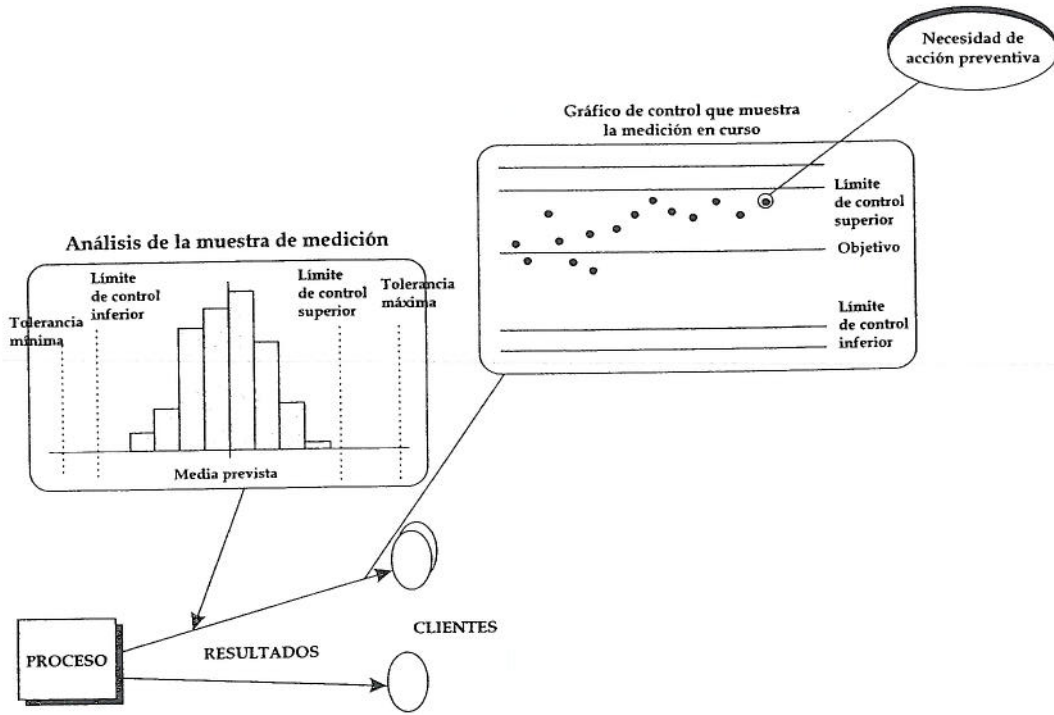 Necesidad de
acción preventiva
Gráfico de control que muestra
la medición en curso
Límite
de control
superior
Objetivo
Límite
de control
inferior
Análisis de la muestra de medición
Tolerancia
mínima
Límite
de control
inferior
Límite
de control
superior
Tolerancia
máxima
Media prevista
PROCESO
RESULTADOS
CLIENTES